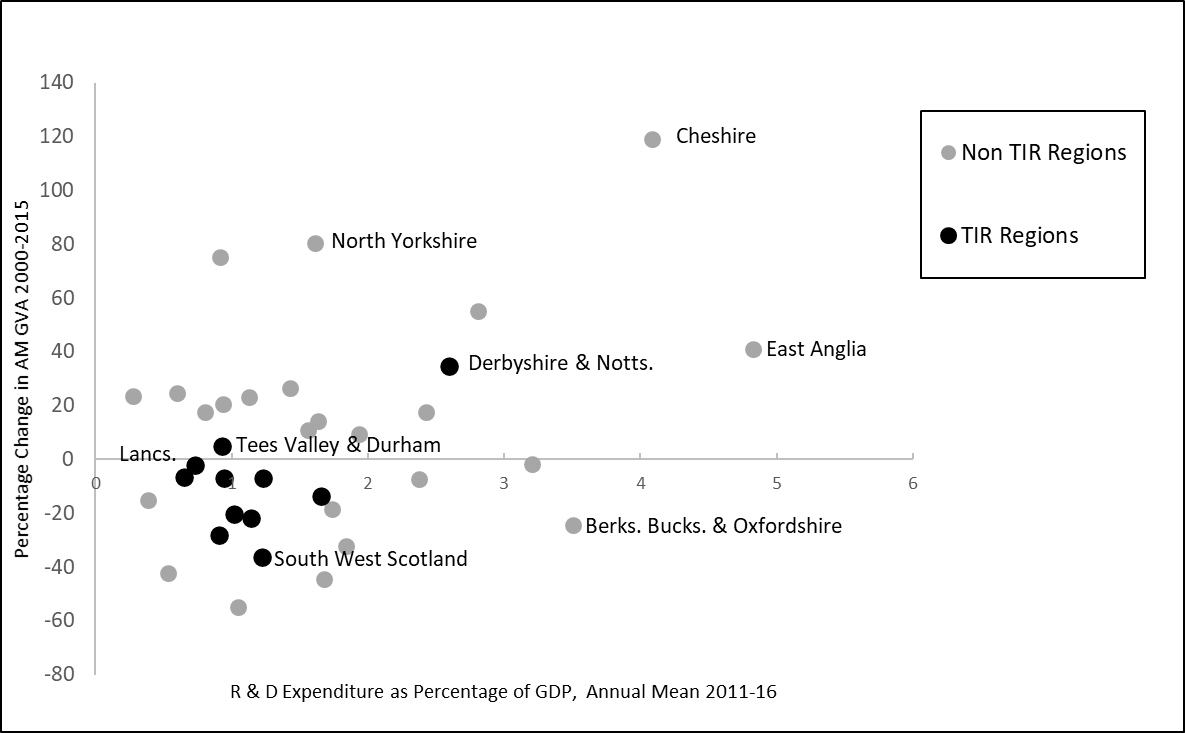 140
120
100
80
60
40
20
0
-20
-40
-60
-80
Percentage Change in AM GVA 2000-2015
Cheshire
North Yorkshire
East Anglia
Derbyshire & Notts.
Tees Valley & Durham
Lancs.
0 1 2 3 4 5 6
Berks. Bucks. & Oxfordshire
South West Scotland
R & D Expenditure as Percentage of GDP, Annual Mean 2011-16
Non TIR Regions
TIR Regions